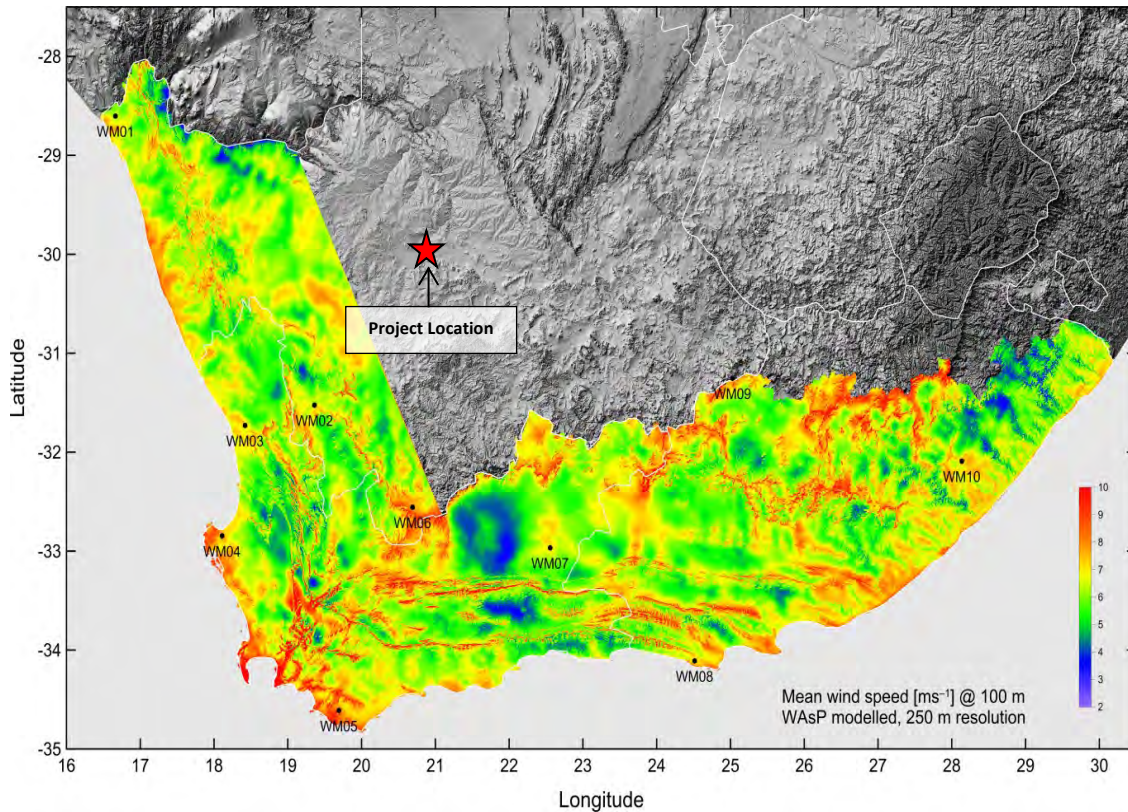 -28
-29
-30
-31
-32
-33
-34
-35
Latitude
WM01
Project Location
WM09
WM02
WM03
WM10
WM06
WM04
WM07
WM08
WM05
10
9
8
7
6
5
4
3
2
Mean wind speed [ms⁻¹] @ 100 m
WAsP modelled, 250 m resolution
16 17 18 19 20 21 22 23 24 25 26 27 28 29 30
Longitude